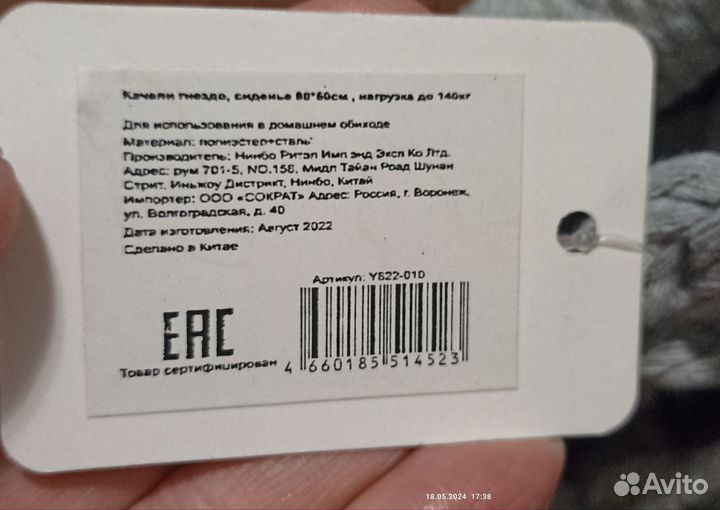 Качели гнездо, сиденье 80*60см , нагрузка до 140кг
Для использования в домашнем обиходе
Материал: полиэстер+сталь
Производитель: Нинбо Ритэл Имп энд Эксп Ко Лтд.
Адрес: рум 701-5, NO.158, Мидл Тайан Роад Шунан
Стрит, Иньжоу Дистрикт, Нинбо, Китай
Импортер: ООО «СОКРАТ» Адрес: Россия, г. Воронеж,
ул. Волгоградская, д. 40
Дата изготовления: Август 2022
Сделано в Китае
Артикул: Y822-010
EAC
Товар сертифицирован
4 660185 514523
18.05.2024 17:38
Avito